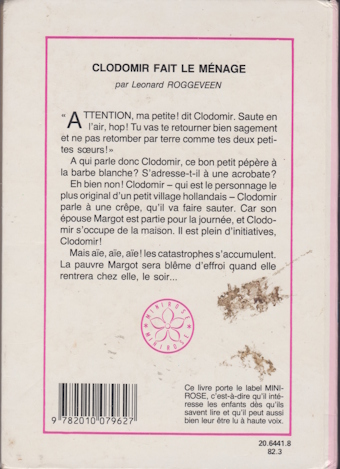 CLODOMIR FAIT LE MÉNAGE
par Leonard ROGGEVEEN
« ATTENTION, ma petite! dit Clodomir. Saute en
l'air, hop! Tu vas te retourner bien sagement
et ne pas retomber par terre comme tes deux peti-
tes sœurs!»
A qui parle donc Clodomir, ce bon petit pépère à
la barbe blanche? S'adresse-t-il à une acrobate?
Eh bien non! Clodomir – qui est le personnage le
plus original d'un petit village hollandais – Clodomir
parle à une crêpe, qu'il va faire sauter. Car son
épouse Margot est partie pour la journée, et Clodo-
mir s'occupe de la maison. Il est plein d'initiatives,
Clodomir!
Mais aïe, aïe, aïe! les catastrophes s'accumulent.
La pauvre Margot sera blême d'effroi quand elle
rentrera chez elle, le soir...
MINIROSE
MINIROSE
Ce livre porte le label MINI-
ROSE, c'est-à-dire qu'il inté-
resse les enfants dès qu'ils
savent lire et qu'il peut aussi
bien leur être lu à haute voix.
9 782010 079627
20.6441.8
82.3